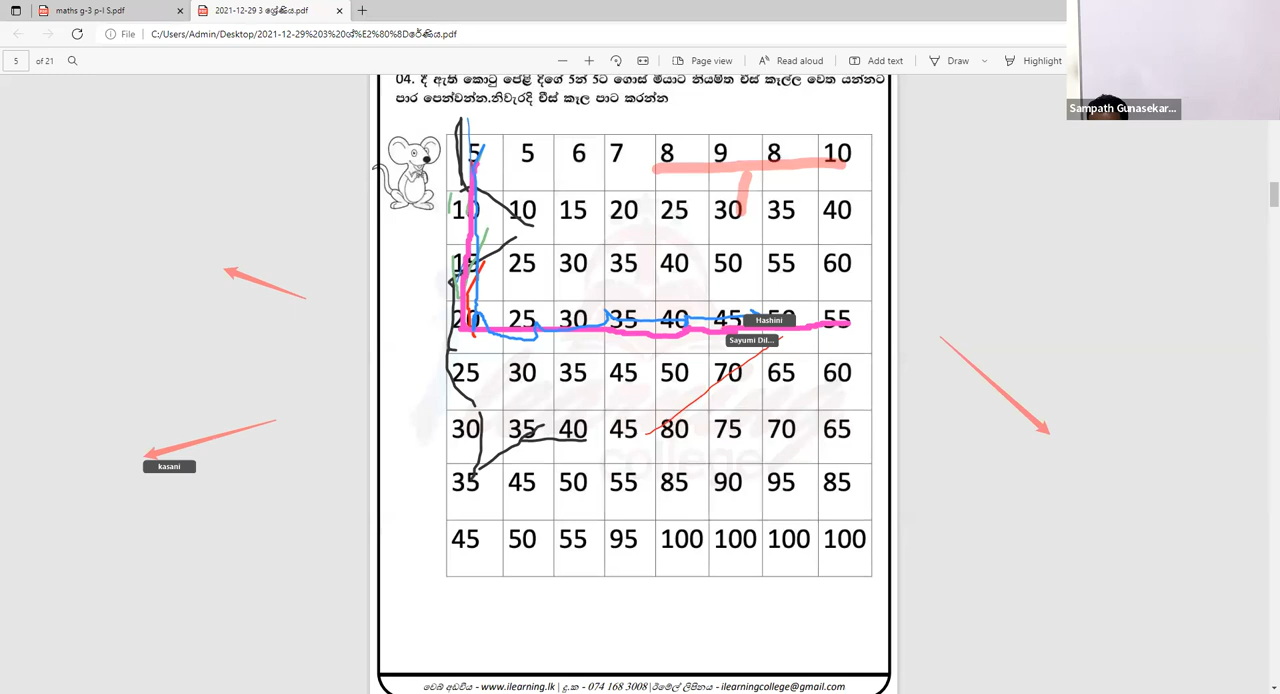 maths g-3 p-I S.pdf
2021-12-29 3 ශ්‍රේණිය.pdf
File C:/Users/Admin/Desktop/2021-12-29%203%20ශ්%E2%80%8Dරේණිය.pdf
5 of 21 Page view Read aloud Add text Draw Highlight
Sampath Gunasekar...
04. දී ඇති කොටු පෙළි දිගේ 5න් 5ට ගොස් මීයාට නියමිත චීස් කෑල්ල වෙත යන්නට
පාර පෙන්වන්න.නිවැරදි චීස් කෑල පාට කරන්න
5 5 6 7 8 9 8 10
10 10 15 20 25 30 35 40
15 25 30 35 40 50 55 60
20 25 30 35 40 45 50 55
Hashini
Sayumi Dil...
25 30 35 45 50 70 65 60
30 35 40 45 80 75 70 65
kasani
35 45 50 55 85 90 95 85
45 50 55 95 100 100 100 100
learning
college
වෙබ් අඩවිය - www.ilearning.lk | දු.ක - 074 168 3008 | ඊමේල් ලිපිනය - ilearningcollege@gmail.com